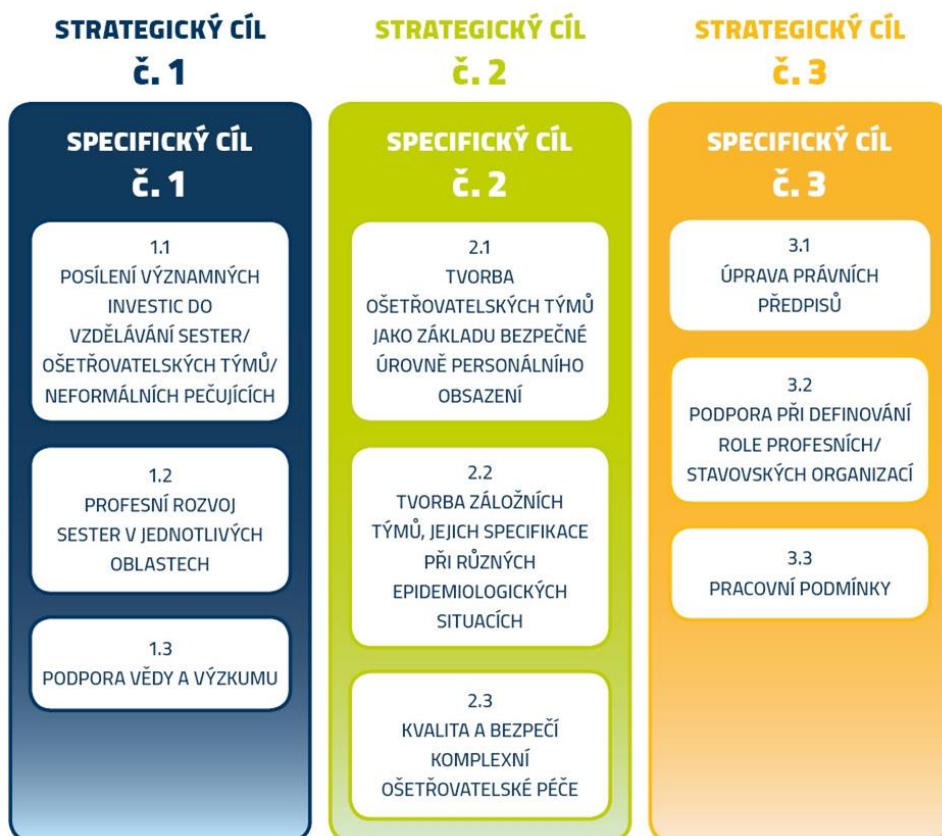 STRATEGICKÝ CÍL
č. 1
SPECIFICKÝ CÍL
č. 1
1.1
POSÍLENÍ VÝZNAMNÝCH
INVESTIC DO
VZDĚLÁVÁNÍ SESTER/
OŠETŘOVATELSKÝCH TÝMŮ/
NEFORMÁLNÍCH PEČUJÍCÍCH
1.2
PROFESNÍ ROZVOJ
SESTER V JEDNOTLIVÝCH
OBLASTECH
1.3
PODPORA VĚDY A VÝZKUMU
STRATEGICKÝ CÍL
č. 2
SPECIFICKÝ CÍL
č. 2
2.1
TVORBA
OŠETŘOVATELSKÝCH TÝMŮ
JAKO ZÁKLADU BEZPEČNÉ
ÚROVNĚ PERSONÁLNÍHO
OBSAZENÍ
2.2
TVORBA ZÁLOŽNÍCH
TÝMŮ, JEJICH SPECIFIKACE
PŘI RŮZNÝCH
EPIDEMIOLOGICKÝCH
SITUACÍCH
2.3
KVALITA A BEZPEČÍ
KOMPLEXNÍ
OŠETŘOVATELSKÉ PÉČE
STRATEGICKÝ CÍL
č. 3
SPECIFICKÝ CÍL
č. 3
3.1
ÚPRAVA PRÁVNÍCH
PŘEDPISŮ
3.2
PODPORA PŘI DEFINOVÁNÍ
ROLE PROFESNÍCH/
STAVOVSKÝCH ORGANIZACÍ
3.3
PRACOVNÍ PODMÍNKY